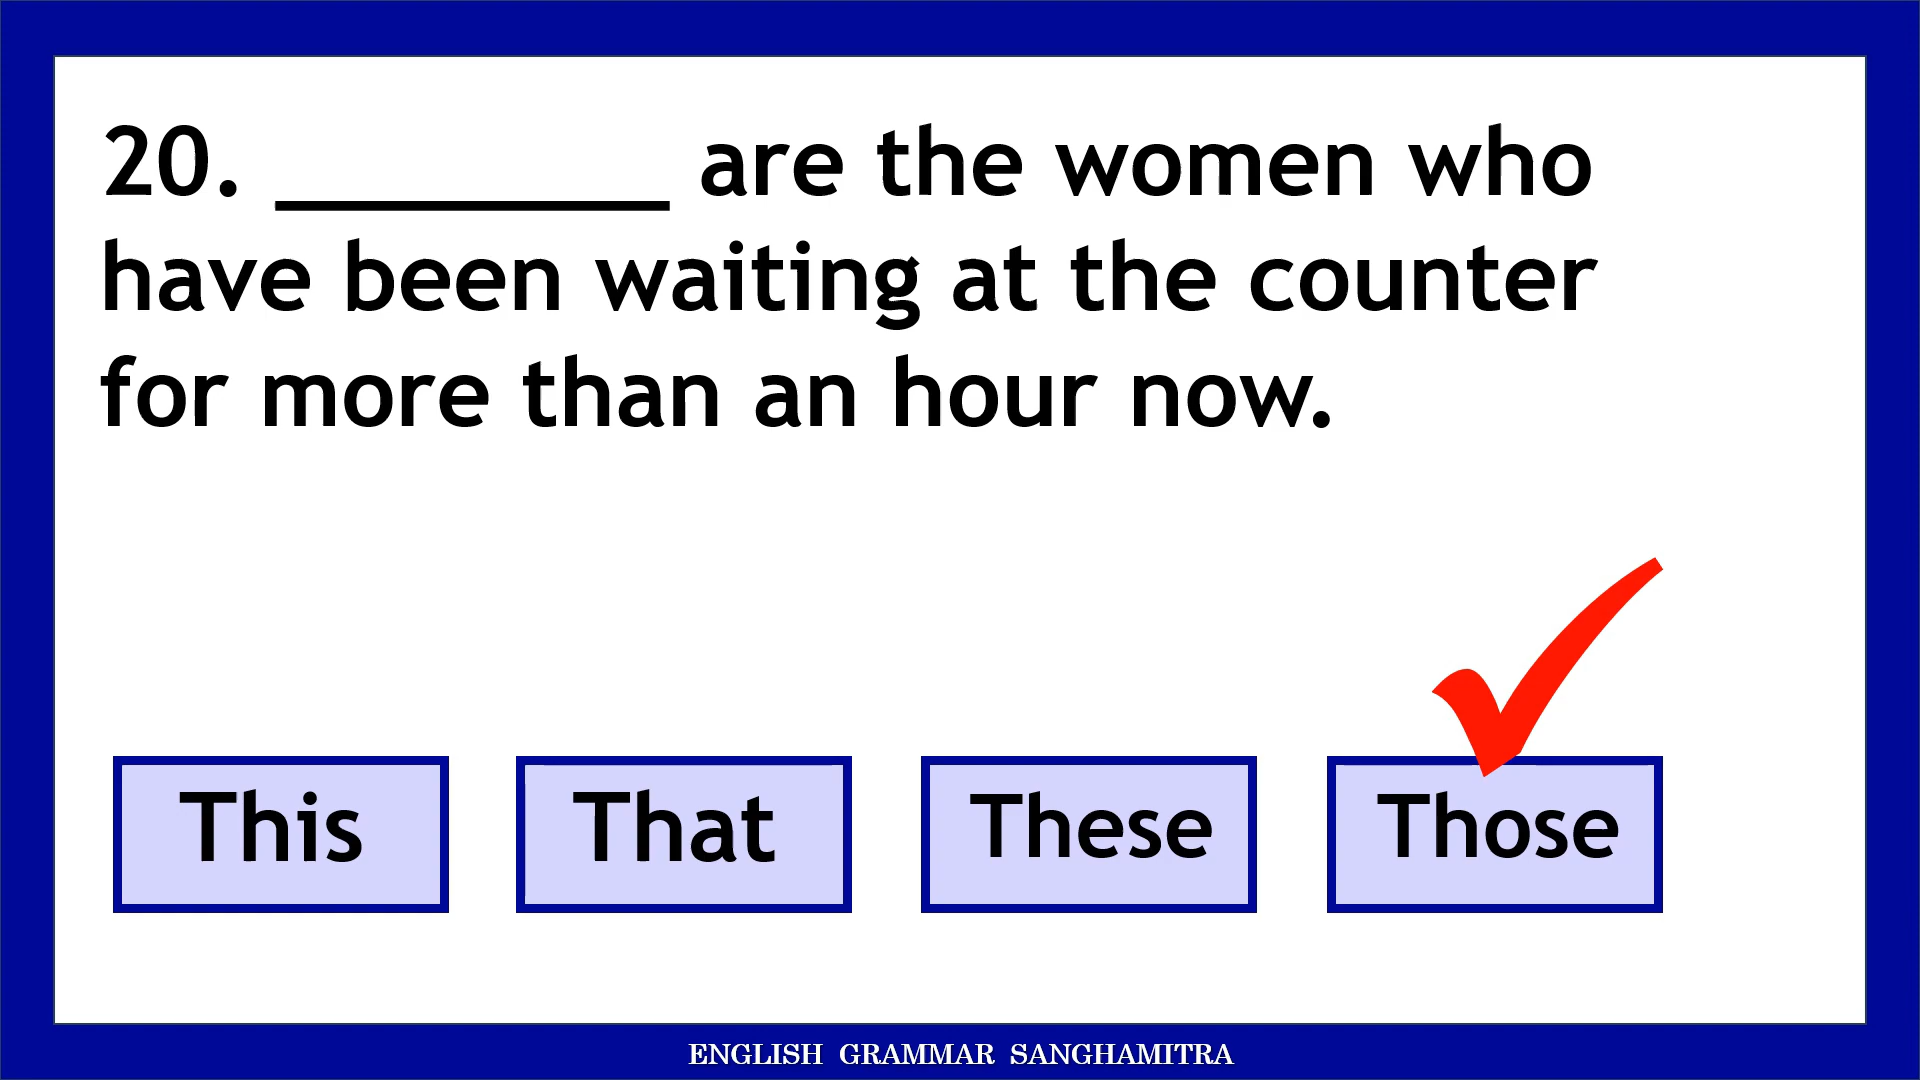 20. ________ are the women who
have been waiting at the counter
for more than an hour now.
This That These Those
ENGLISH GRAMMAR SANGHAMITRA